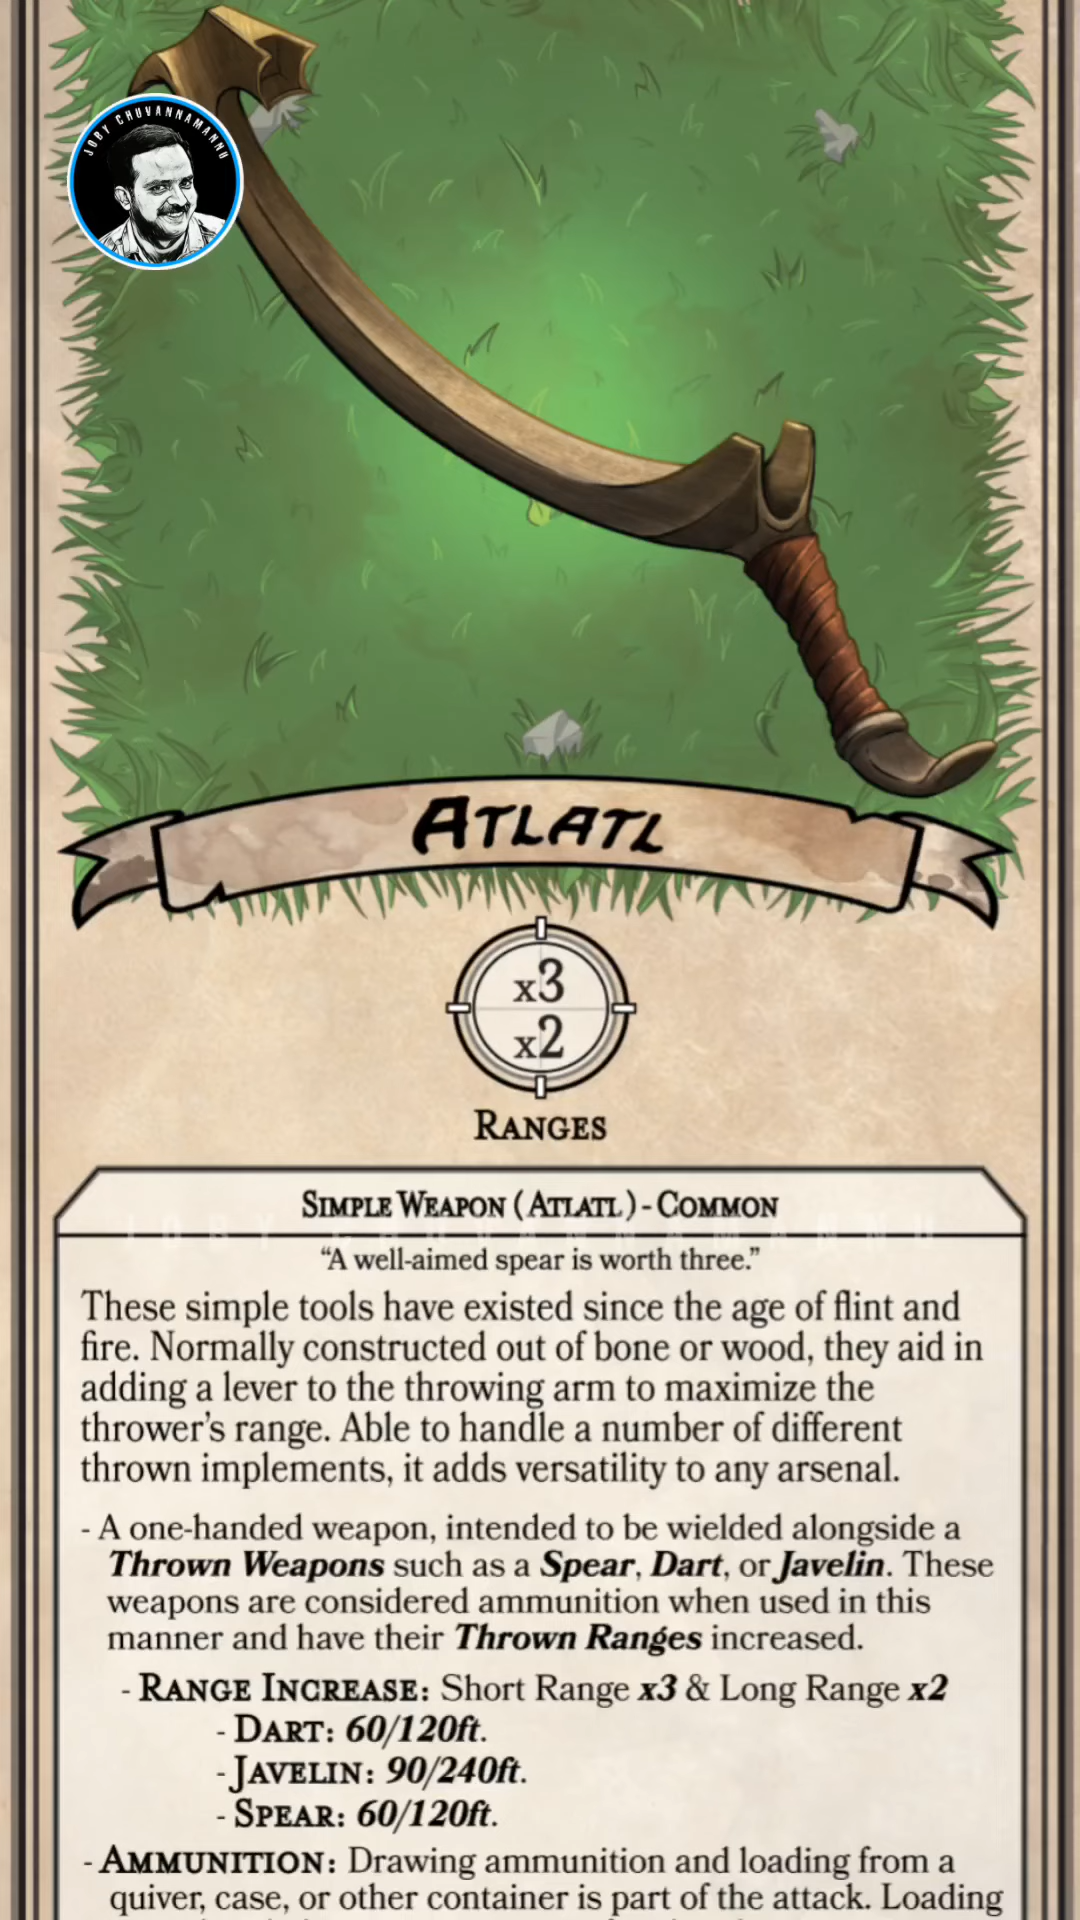 JOBY CHUVANNAMANNU
ATLATL
x3
x2
RANGES
SIMPLE WEAPON (ATLATL) - COMMON
JOBY CHUVANNAMANNU
“A well-aimed spear is worth three.”
These simple tools have existed since the age of flint and
fire. Normally constructed out of bone or wood, they aid in
adding a lever to the throwing arm to maximize the
thrower’s range. Able to handle a number of different
thrown implements, it adds versatility to any arsenal.
- A one-handed weapon, intended to be wielded alongside a
Thrown Weapons such as a Spear, Dart, or Javelin. These
weapons are considered ammunition when used in this
manner and have their Thrown Ranges increased.
- RANGE INCREASE: Short Range x3 & Long Range x2
- DART: 60/120ft.
- JAVELIN: 90/240ft.
- SPEAR: 60/120ft.
- AMMUNITION: Drawing ammunition and loading from a
quiver, case, or other container is part of the attack. Loading